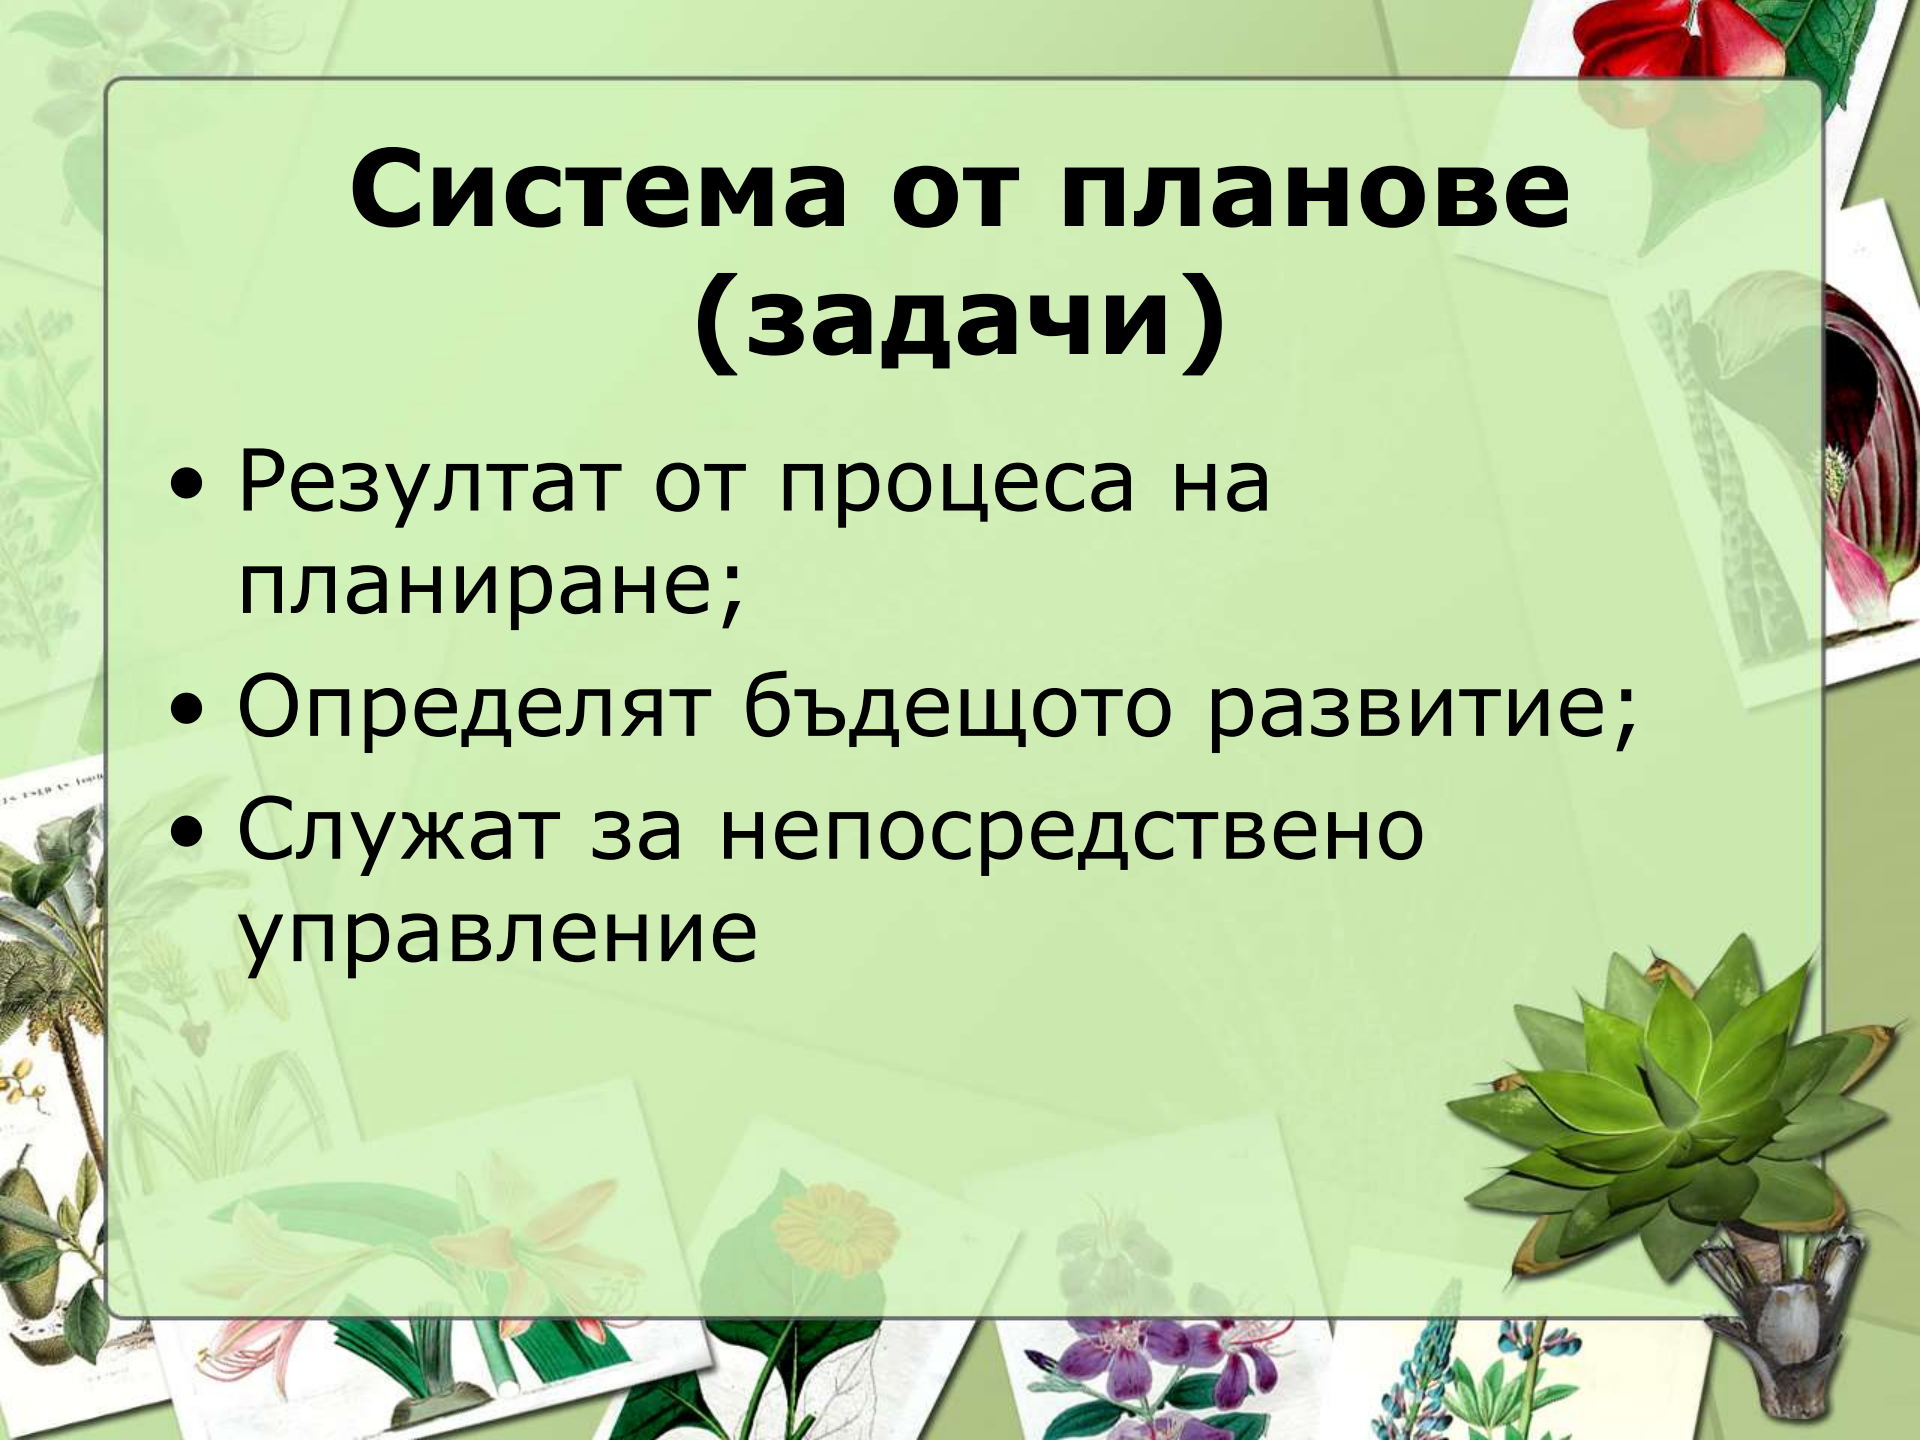 Система от планове
(задачи)
• Резултат от процеса на
планиране;
• Определят бъдещото развитие;
• Служат за непосредствено
управление